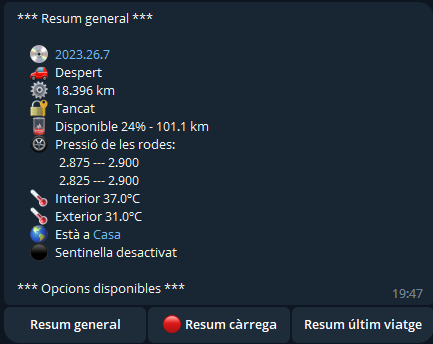 *** Resum general ***
2023.26.7
Despert
18.396 km
Tancat
Disponible 24% - 101.1 km
Pressió de les rodes:
2.875 --- 2.900
2.825 --- 2.900
Interior 37.0ºC
Exterior 31.0ºC
Està a Casa
Sentinella desactivat
*** Opcions disponibles ***
19:47
Resum general
Resum càrrega
Resum últim viatge